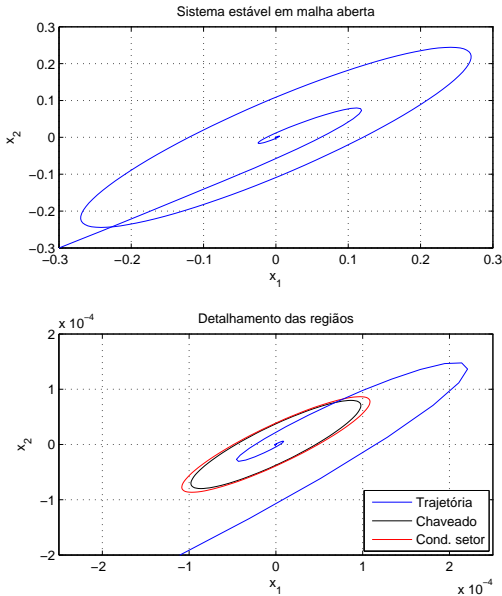 Sistema estável em malha aberta
0.3
0.2
0.1
0
−0.1
−0.2
−0.3
x2
−0.3 −0.2 −0.1 0 0.1 0.2 0.3
x1
Detalhamento das regiãos
x 10−4
2
1
0
−1
−2
x2
Trajetória
Chaveado
Cond. setor
−2 −1 0 1 2
x 10−4
x1